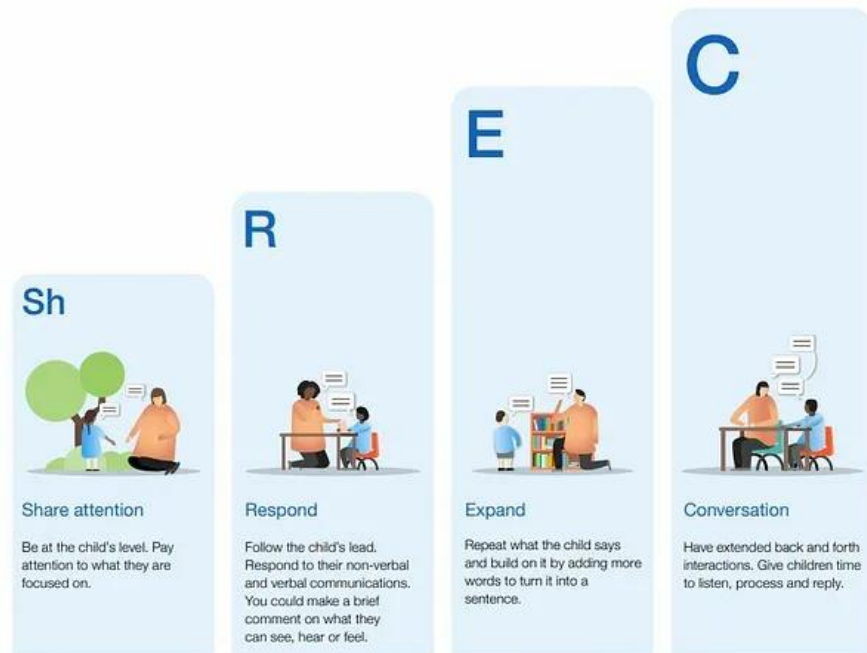 Sh
Share attention
Be at the child's level. Pay
attention to what they are
focused on.
R
Respond
Follow the child's lead.
Respond to their non-verbal
and verbal communications.
You could make a brief
comment on what they
can see, hear or feel.
E
Expand
Repeat what the child says
and build on it by adding more
words to turn it into a
sentence.
C
Conversation
Have extended back and forth
interactions. Give children time
to listen, process and reply.